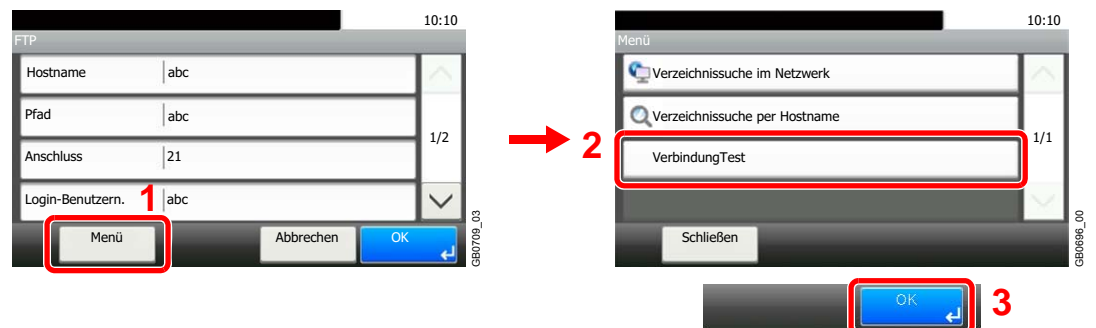 10:10
FTP
Hostname abc
Pfad abc
1/2
Anschluss 21
Login-Benutzern. 1 abc
Menü Abbrechen OK
GB0709_03
2
10:10
Menü
Verzeichnissuche im Netzwerk
Verzeichnissuche per Hostname
1/1
VerbindungTest
Schließen
GB0696_00
OK 3